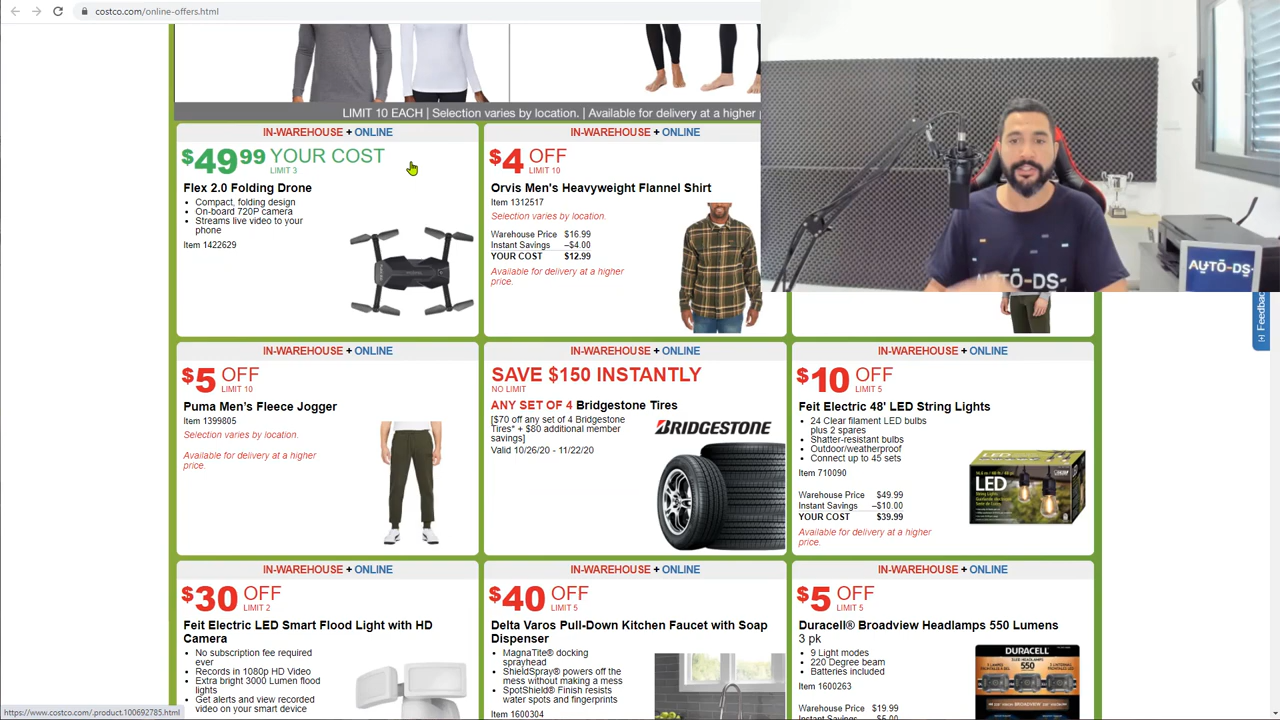 costco.com/online-offers.html
LIMIT 10 EACH | Selection varies by location. | Available for delivery at a higher
IN-WAREHOUSE + ONLINE
$49.99 YOUR COST
LIMIT 3
Flex 2.0 Folding Drone
Compact, folding design
On-board 720P camera
Streams live video to your
phone
Item 1422629
IN-WAREHOUSE + ONLINE
$4 OFF
LIMIT 10
Orvis Men's Heavyweight Flannel Shirt
Item 1312517
Selection varies by location.
Warehouse Price $16.99
Instant Savings –$4.00
YOUR COST $12.99
Available for delivery at a higher
price.
AUTO-DS
AUTO-DS
[-] Feedback
IN-WAREHOUSE + ONLINE
$5 OFF
LIMIT 10
Puma Men's Fleece Jogger
Item 1399805
Selection varies by location.
Available for delivery at a higher
price.
IN-WAREHOUSE + ONLINE
SAVE $150 INSTANTLY
NO LIMIT
ANY SET OF 4 Bridgestone Tires
[$70 off any set of 4 Bridgestone
Tires* + $80 additional member
savings]
Valid 10/26/20 - 11/22/20
BRIDGESTONE
IN-WAREHOUSE + ONLINE
$10 OFF
LIMIT 5
Feit Electric 48' LED String Lights
24 Clear filament LED bulbs
plus 2 spares
Shatter-resistant bulbs
Outdoor/weatherproof
Connect up to 45 sets
Item 710090
Warehouse Price $49.99
Instant Savings –$10.00
YOUR COST $39.99
Available for delivery at a higher
price.
LED
IN-WAREHOUSE + ONLINE
$30 OFF
LIMIT 2
Feit Electric LED Smart Flood Light with HD
Camera
No subscription fee required
ever
Records in 1080p HD video
Extra bright 3000 Lumen flood
lights
Get alerts and view recorded
video on your smart device
IN-WAREHOUSE + ONLINE
$40 OFF
LIMIT 5
Delta Varos Pull-Down Kitchen Faucet with Soap
Dispenser
MagnaTite® docking
sprayhead
ShieldSpray® powers off the
mess without making a mess
SpotShield® Finish resists
water spots and fingerprints
Item 1600304
IN-WAREHOUSE + ONLINE
$5 OFF
LIMIT 5
Duracell® Broadview Headlamps 550 Lumens
3 pk
9 Light modes
220 Degree beam
Batteries included
Item 1600263
Warehouse Price $19.99
Instant Savings –$5.00
DURACELL
550
https://www.costco.com/.product.100692785.html